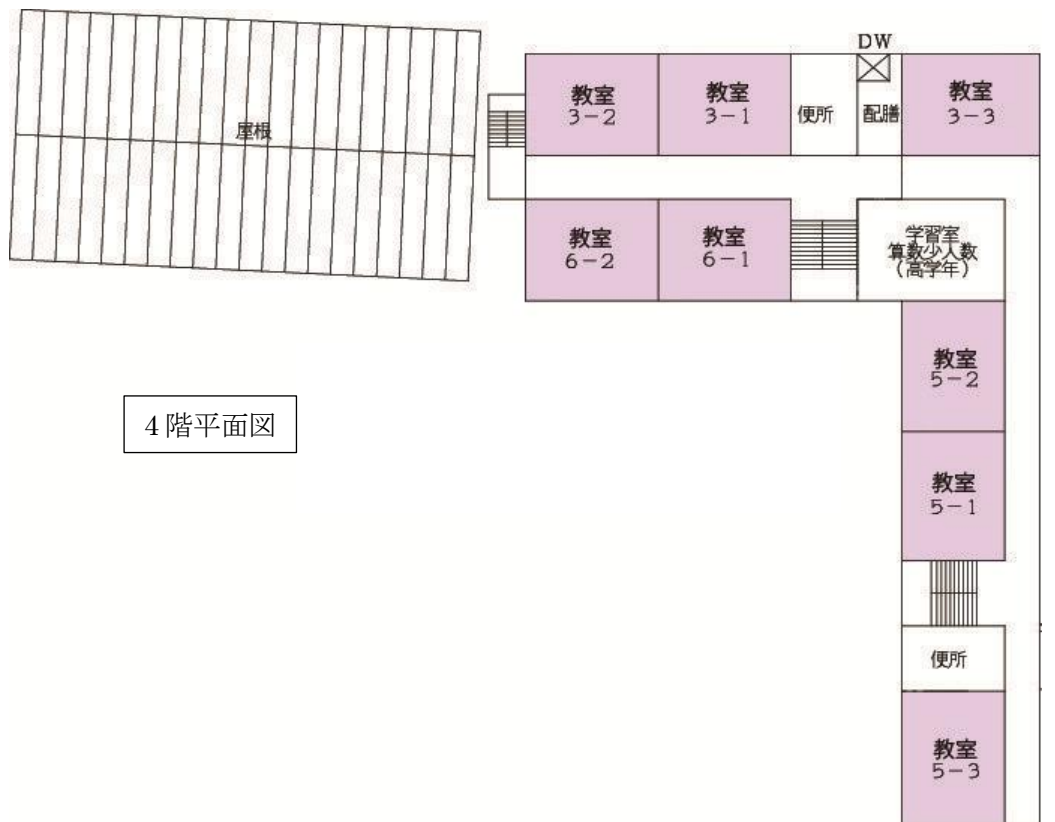 DW
教室
3-2
教室
3-1
便所
配膳
教室
3-3
屋根
教室
6-2
教室
6-1
学習室
算数少人数
(高学年)
教室
5-2
4階平面図
教室
5-1
便所
教室
5-3